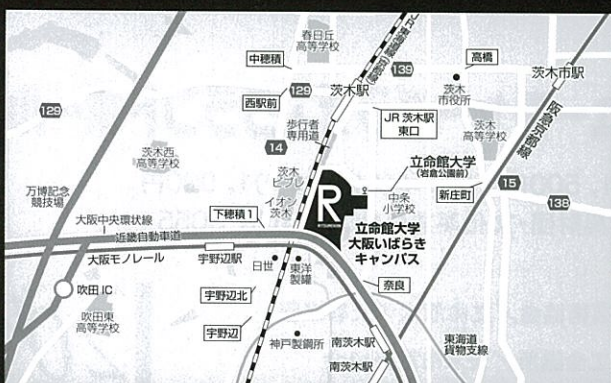 春日丘
高等学校
中穂積
JR東海道線(京都線)
139
高橋
129
西駅前
129
茨木駅
茨木
市役所
茨木市駅
JR 茨木駅
東口
歩行者
専用道
14
茨木西
高等学校
茨木
高等学校
阪急京都線
茨木
ビブレ
立命館大学
(岩倉公園前)
新庄町
15
138
万博記念
競技場
イオン
茨木
R
RITSUMEIKAN
中条
小学校
大阪中央環状線
下穂積1
近畿自動車道
大阪モノレール
宇野辺駅
立命館大学
大阪いばらき
キャンパス
日世
東洋
製罐
奈良
吹田 IC
宇野辺北
吹田東
高等学校
宇野辺
神戸製鋼所
南茨木駅
南茨木駅
東海道
貨物支線